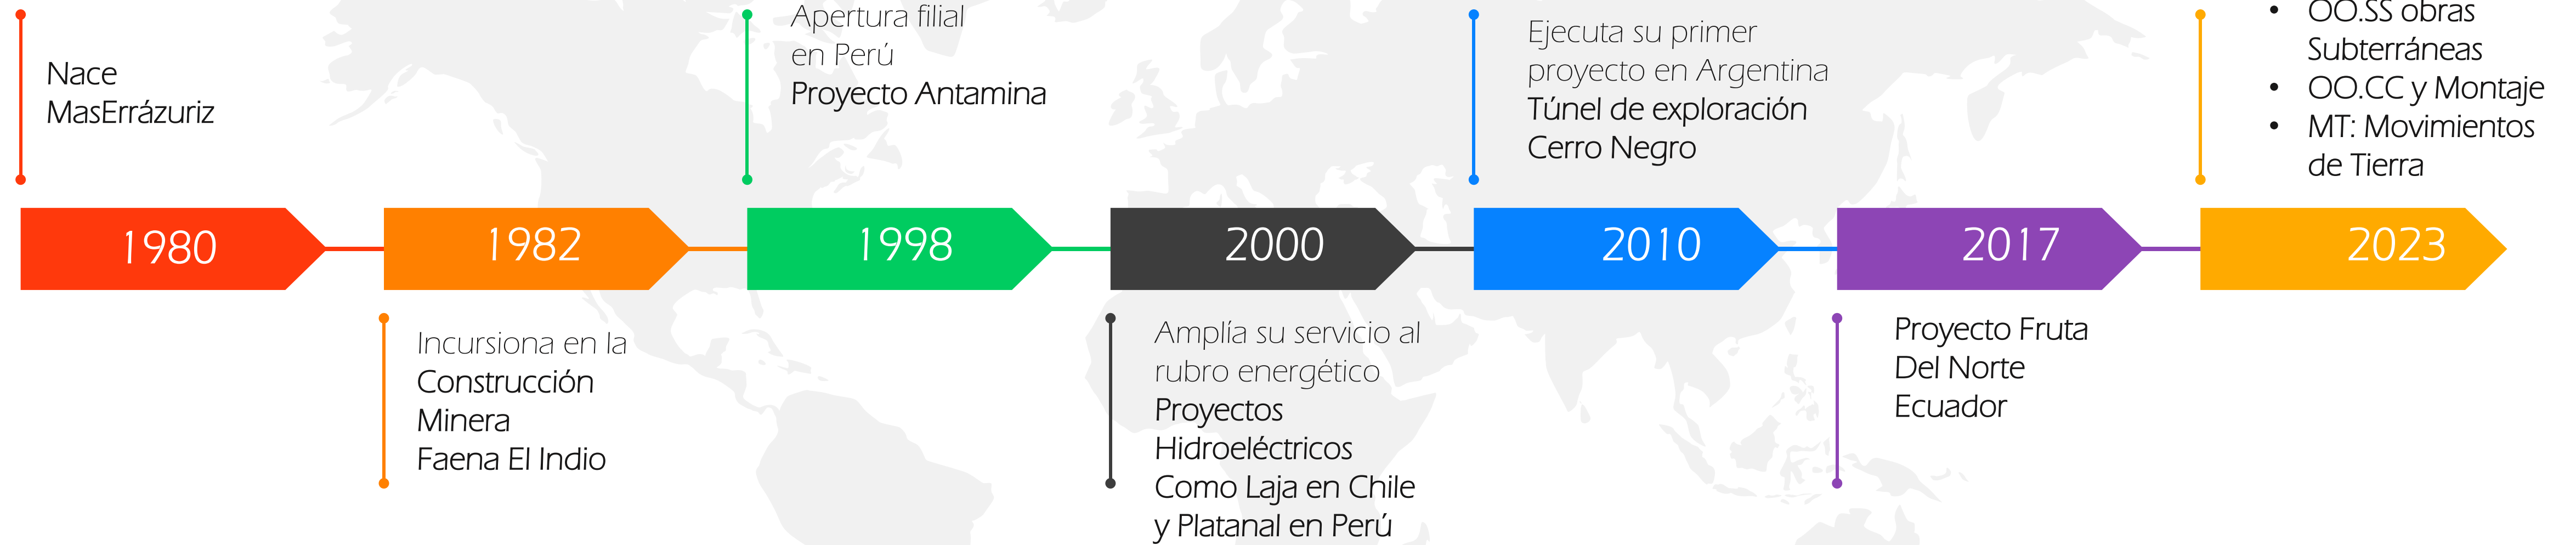 Nace
MasErrázuriz
Apertura filial
en Perú
Proyecto Antamina
Ejecuta su primer
proyecto en Argentina
Túnel de exploración
Cerro Negro
• OO.SS obras
Subterráneas
• OO.CC y Montaje
• MT: Movimientos
de Tierra
1980
1982
1998
2000
2010
2017
2023
Incursiona en la
Construcción
Minera
Faena El Indio
Amplía su servicio al
rubro energético
Proyectos
Hidroeléctricos
Como Laja en Chile
y Platanal en Perú
Proyecto Fruta
Del Norte
Ecuador